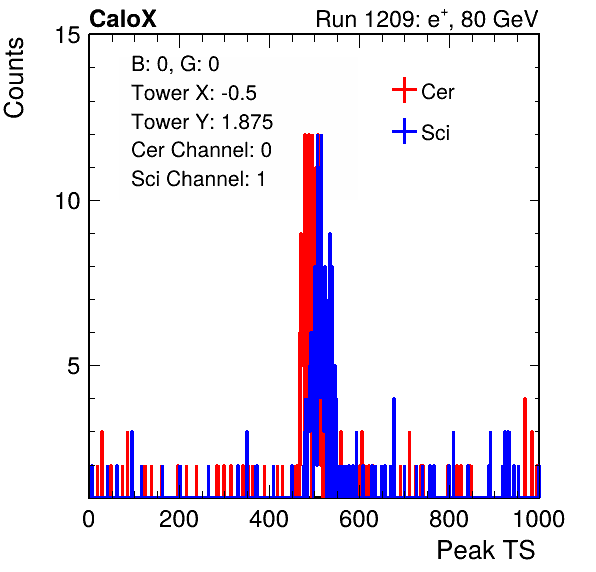 CaloX Run 1209: e⁺, 80 GeV
Counts
15
10
5
B: 0, G: 0
Tower X: -0.5
Tower Y: 1.875
Cer Channel: 0
Sci Channel: 1
Cer
Sci
0 200 400 600 800 1000
Peak TS